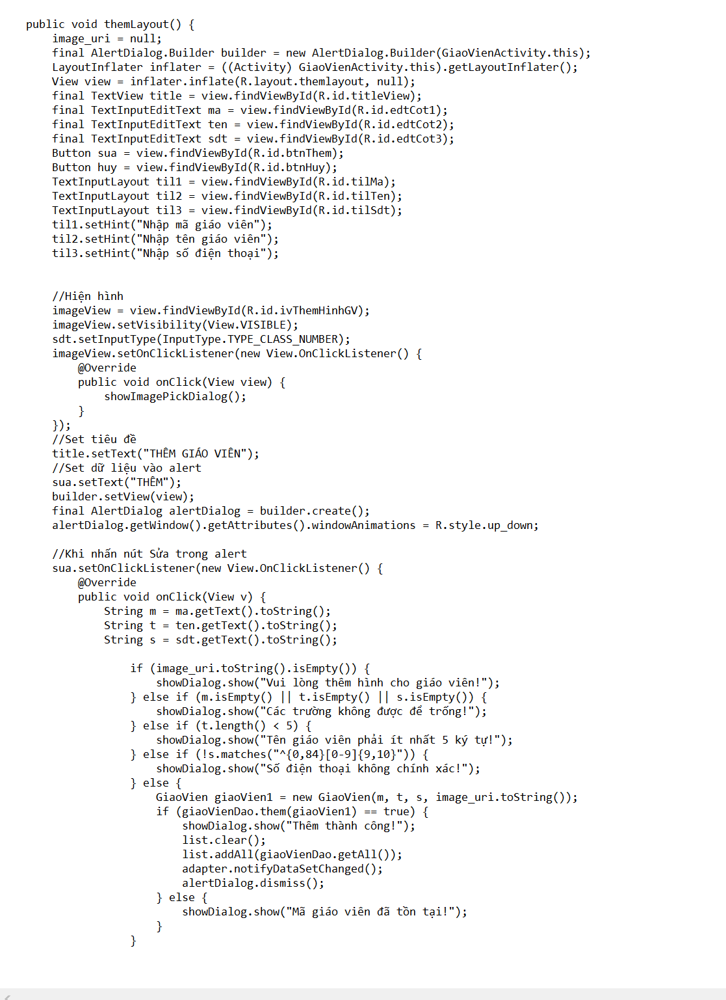 public void themLayout() {
    image_uri = null;
    final AlertDialog.Builder builder = new AlertDialog.Builder(GiaoVienActivity.this);
    LayoutInflater inflater = ((Activity) GiaoVienActivity.this).getLayoutInflater();
    View view = inflater.inflate(R.layout.themlayout, null);
    final TextView title = view.findViewById(R.id.titleView);
    final TextInputEditText ma = view.findViewById(R.id.edtCot1);
    final TextInputEditText ten = view.findViewById(R.id.edtCot2);
    final TextInputEditText sdt = view.findViewById(R.id.edtCot3);
    Button sua = view.findViewById(R.id.btnThem);
    Button huy = view.findViewById(R.id.btnHuy);
    TextInputLayout til1 = view.findViewById(R.id.tilMa);
    TextInputLayout til2 = view.findViewById(R.id.tilTen);
    TextInputLayout til3 = view.findViewById(R.id.tilSdt);
    til1.setHint("Nhập mã giáo viên");
    til2.setHint("Nhập tên giáo viên");
    til3.setHint("Nhập số điện thoại");
    //Hiện hình
    imageView = view.findViewById(R.id.ivThemHinhGV);
    imageView.setVisibility(View.VISIBLE);
    sdt.setInputType(InputType.TYPE_CLASS_NUMBER);
    imageView.setOnClickListener(new View.OnClickListener() {
        @Override
        public void onClick(View view) {
            showImagePickDialog();
        }
    });
    //Set tiêu đề
    title.setText("THÊM GIÁO VIÊN");
    //Set dữ liệu vào alert
    sua.setText("THÊM");
    builder.setView(view);
    final AlertDialog alertDialog = builder.create();
    alertDialog.getWindow().getAttributes().windowAnimations = R.style.up_down;
    //Khi nhấn nút Sửa trong alert
    sua.setOnClickListener(new View.OnClickListener() {
        @Override
        public void onClick(View v) {
            String m = ma.getText().toString();
            String t = ten.getText().toString();
            String s = sdt.getText().toString();
                if (image_uri.toString().isEmpty()) {
                    showDialog.show("Vui lòng thêm hình cho giáo viên!");
                } else if (m.isEmpty() || t.isEmpty() || s.isEmpty()) {
                    showDialog.show("Các trường không được để trống!");
                } else if (t.length() < 5) {
                    showDialog.show("Tên giáo viên phải ít nhất 5 ký tự!");
                } else if (!s.matches("^{0,84}[0-9]{9,10}")) {
                    showDialog.show("Số điện thoại không chính xác!");
                } else {
                    GiaoVien giaoVien1 = new GiaoVien(m, t, s, image_uri.toString());
                    if (giaoVienDao.them(giaoVien1) == true) {
                        showDialog.show("Thêm thành công!");
                        list.clear();
                        list.addAll(giaoVienDao.getAll());
                        adapter.notifyDataSetChanged();
                        alertDialog.dismiss();
                    } else {
                        showDialog.show("Mã giáo viên đã tồn tại!");
                    }
                }